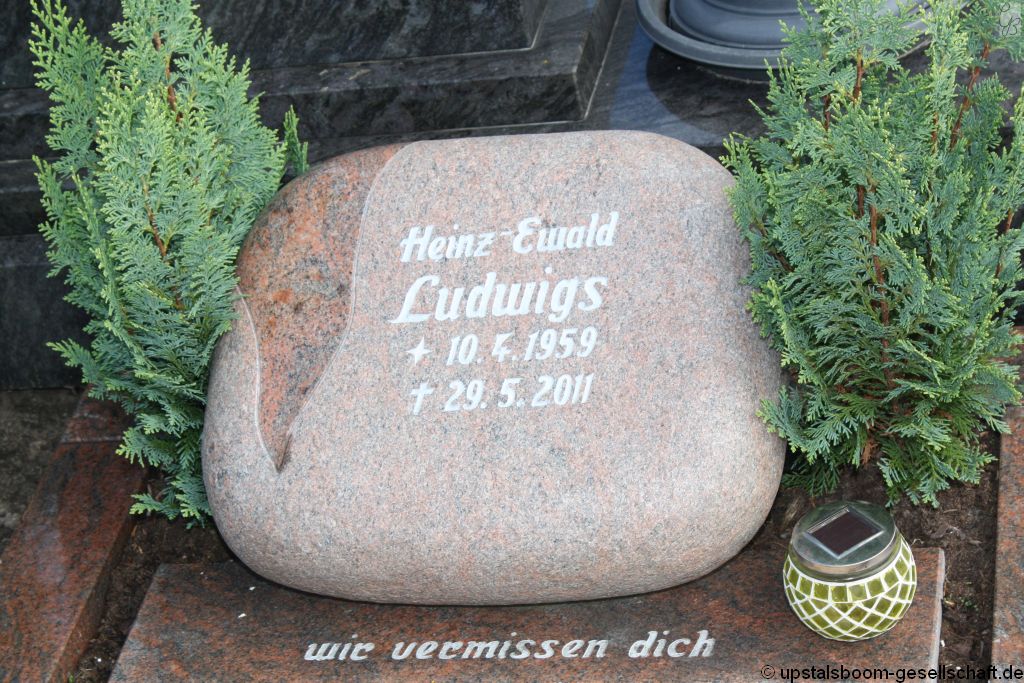 Heinz-Ewald
Ludwigs
✦ 10.4.1959
† 29.5.2011
wir vermissen dich
© upstalsboom-gesellschaft.de